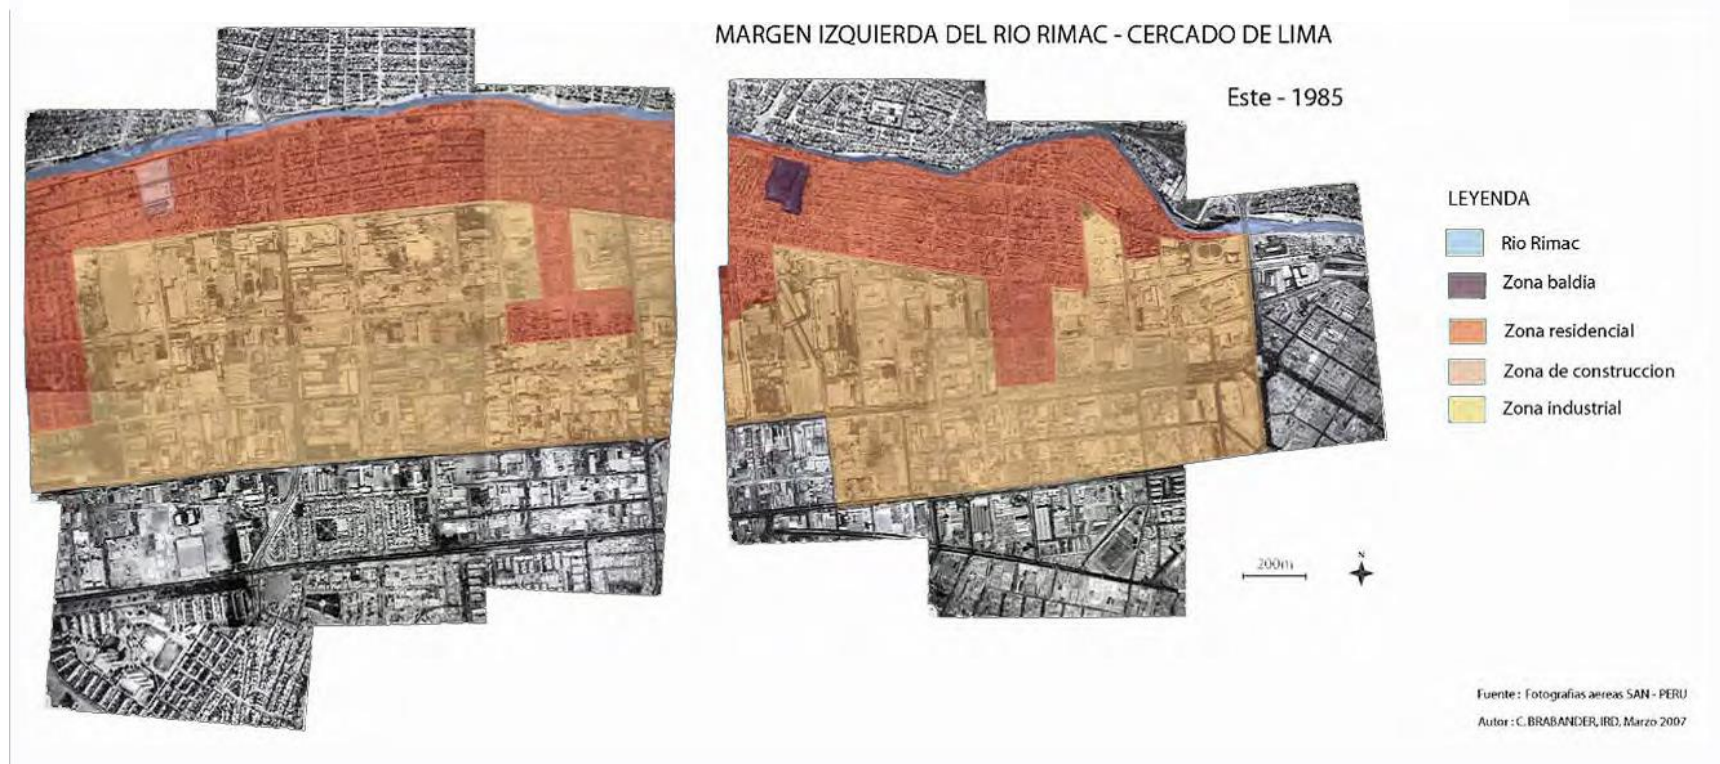 MARGEN IZQUIERDA DEL RIO RIMAC - CERCADO DE LIMA
Este - 1985
LEYENDA
Rio Rimac
Zona baldia
Zona residencial
Zona de construccion
Zona industrial
200m
N
Fuente : Fotografias aereas SAN - PERU
Autor : C. BRABANDER, IRD, Marzo 2007